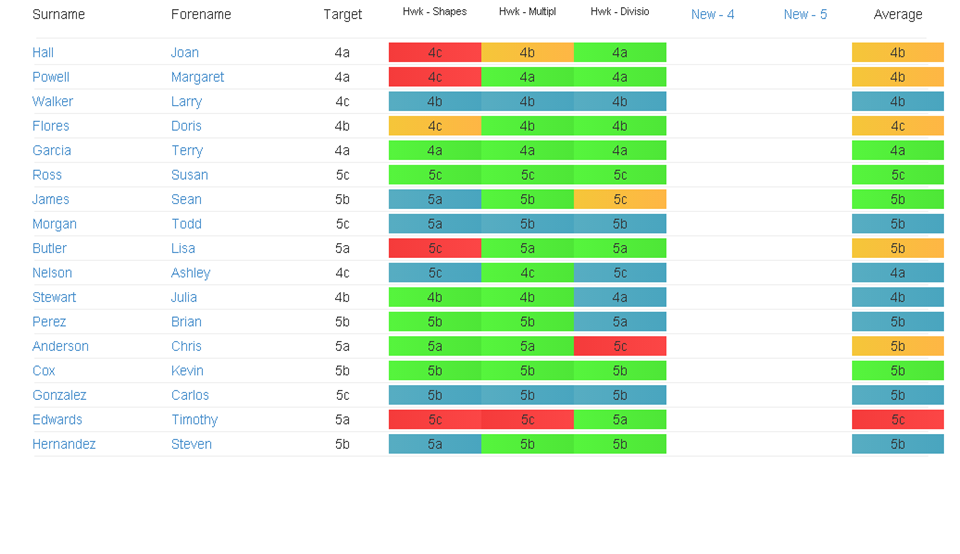 Surname Forename Target Hwk - Shapes Hwk - Multipl Hwk - Divisio New - 4 New - 5 Average
Hall Joan 4a 4c 4b 4a 4b
Powell Margaret 4a 4c 4a 4a 4b
Walker Larry 4c 4b 4b 4b 4b
Flores Doris 4b 4c 4b 4b 4c
Garcia Terry 4a 4a 4a 4a 4a
Ross Susan 5c 5c 5c 5c 5c
James Sean 5b 5a 5b 5c 5b
Morgan Todd 5c 5a 5b 5b 5b
Butler Lisa 5a 5c 5a 5a 5b
Nelson Ashley 4c 5c 4c 5c 4a
Stewart Julia 4b 4b 4b 4a 4b
Perez Brian 5b 5b 5b 5a 5b
Anderson Chris 5a 5a 5a 5c 5b
Cox Kevin 5b 5b 5b 5b 5b
Gonzalez Carlos 5c 5b 5b 5b 5b
Edwards Timothy 5a 5c 5c 5a 5c
Hernandez Steven 5b 5a 5b 5b 5b